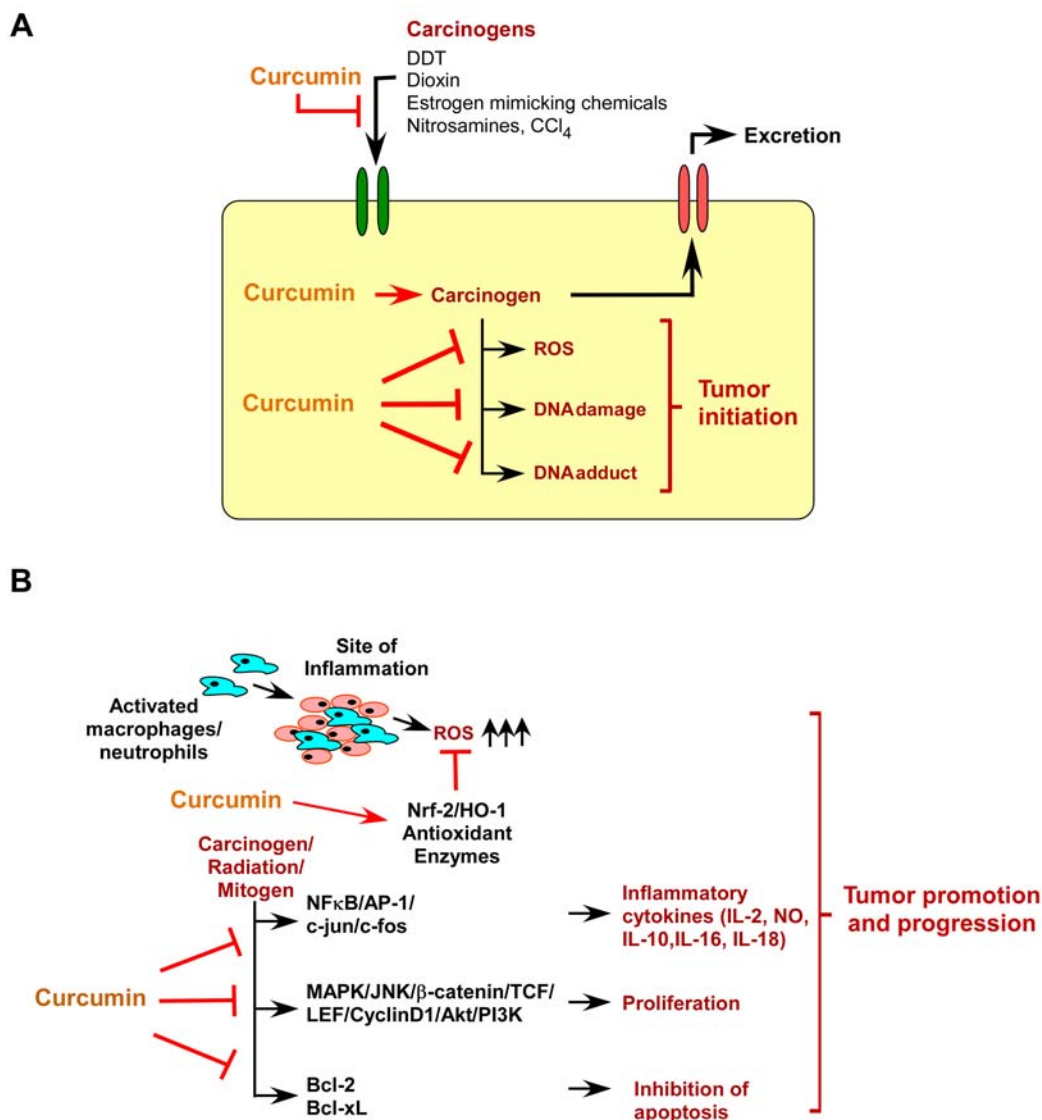 A
Carcinogens
DDT
Dioxin
Estrogen mimicking chemicals
Nitrosamines, CCl₄
Curcumin
Excretion
Curcumin
Carcinogen
ROS
Curcumin
DNA damage
DNA adduct
Tumor
initiation
B
Site of
Inflammation
Activated
macrophages/
neutrophils
ROS
Curcumin
Nrf-2/HO-1
Antioxidant
Enzymes
Carcinogen/
Radiation/
Mitogen
NFκB/AP-1/
c-jun/c-fos
Inflammatory
cytokines (IL-2, NO,
IL-10,IL-16, IL-18)
Tumor promotion
and progression
Curcumin
MAPK/JNK/β-catenin/TCF/
LEF/CyclinD1/Akt/PI3K
Proliferation
Bcl-2
Bcl-xL
Inhibition of
apoptosis